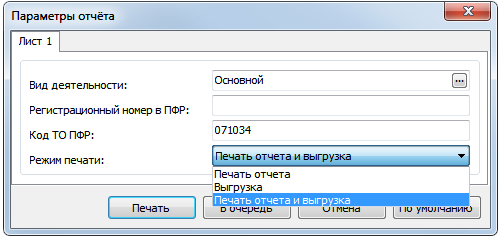 Параметры отчёта
Лист 1
Вид деятельности: Основной ...
Регистрационный номер в ПФР:
Код ТО ПФР: 071034
Режим печати: Печать отчета и выгрузка
Печать отчета
Выгрузка
Печать отчета и выгрузка
Печать В очередь Отмена По умолчанию